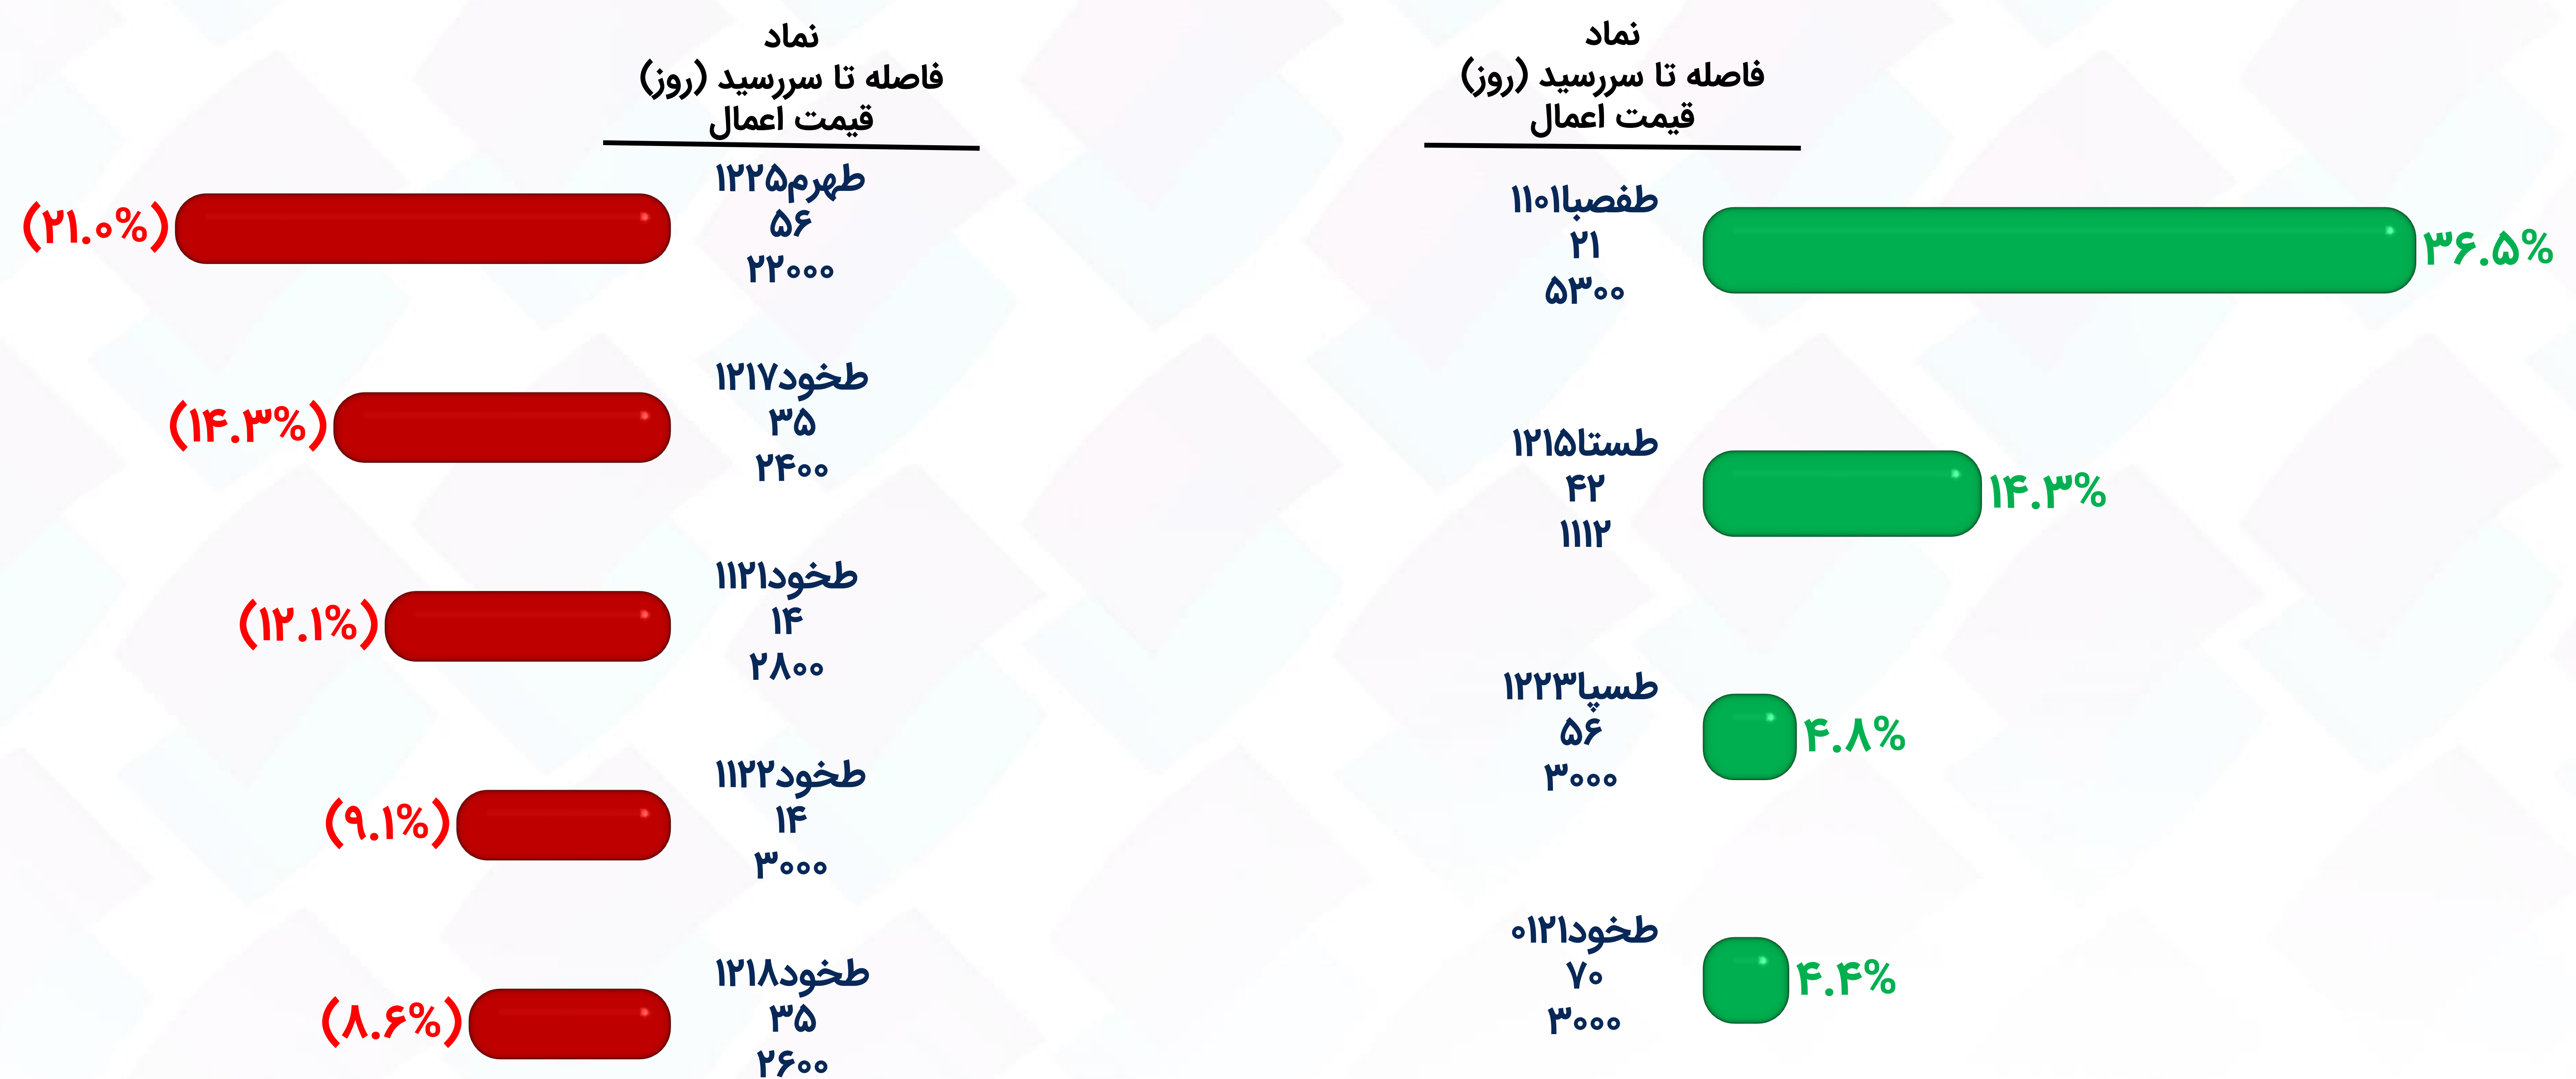 نماد
فاصله تا سررسید (روز)
قیمت اعمال
طفصبا۱۱۰۱
۲۱
۵۳۰۰
۳۶.۵%
طستا۱۲۱۵
۴۲
۱۱۱۲
۱۴.۳%
طسپا۱۲۲۳
۵۶
۳۰۰۰
۴.۸%
طخود۰۱۲۱
۷۰
۳۰۰۰
۴.۴%
نماد
فاصله تا سررسید (روز)
قیمت اعمال
طهرم۱۲۲۵
۵۶
۲۲۰۰۰
(۲۱.۰%)
طخود۱۲۱۷
۳۵
۲۴۰۰
(۱۴.۳%)
طخود۱۱۲۱
۱۴
۲۸۰۰
(۱۲.۱%)
طخود۱۱۲۲
۱۴
۳۰۰۰
(۹.۱%)
طخود۱۲۱۸
۳۵
۲۶۰۰
(۸.۶%)